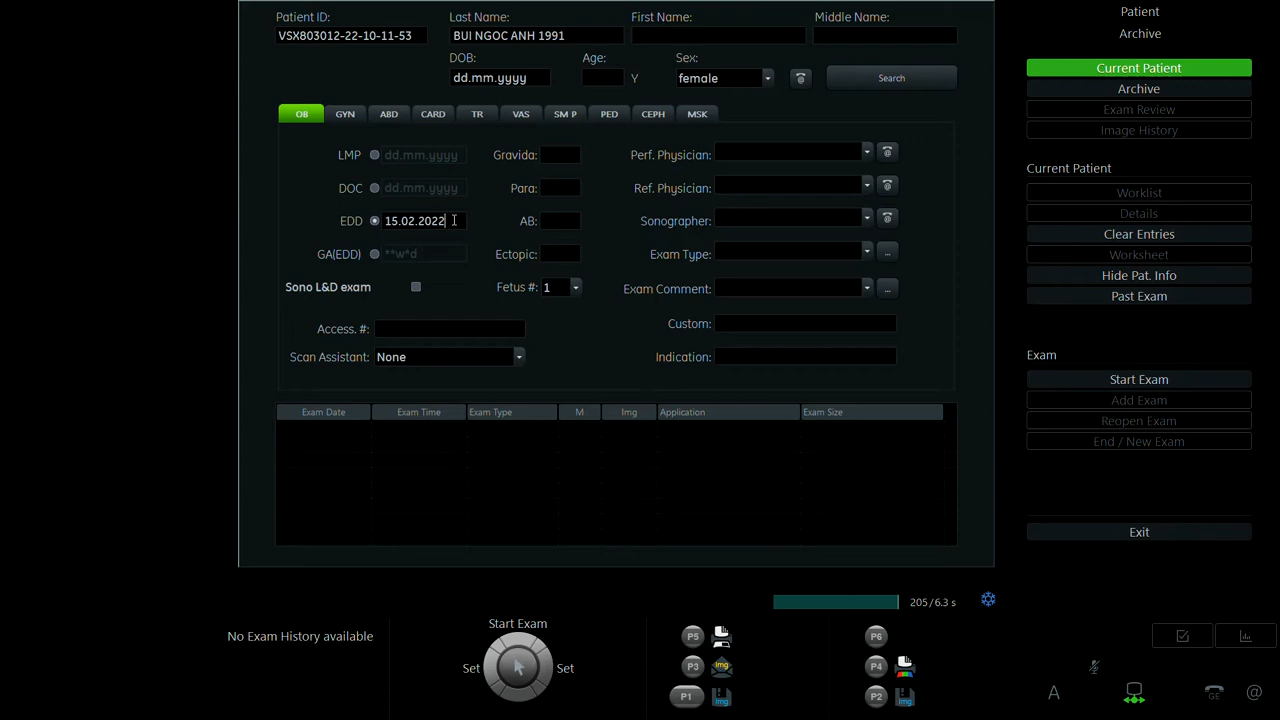 Patient ID:
Last Name:
First Name:
Middle Name:
VSX803012-22-10-11-53
BUI NGOC ANH 1991
DOB:
Age:
Sex:
dd.mm.yyyy
Y
female
Search
OB
GYN
ABD
CARD
TR
VAS
SM P
PED
CEPH
MSK
LMP
dd.mm.yyyy
Gravida:
Perf. Physician:
DOC
dd.mm.yyyy
Para:
Ref. Physician:
EDD
15.02.2022
AB:
Sonographer:
GA(EDD)
**w*d
Ectopic:
Exam Type:
...
Sono L&D exam
Fetus #:
1
Exam Comment:
...
Access. #:
Custom:
Scan Assistant:
None
Indication:
Exam Date
Exam Time
Exam Type
M
Img
Application
Exam Size
Patient
Archive
Current Patient
Archive
Exam Review
Image History
Current Patient
Worklist
Details
Clear Entries
Worksheet
Hide Pat. Info
Past Exam
Exam
Start Exam
Add Exam
Reopen Exam
End / New Exam
Exit
205/6.3 s
No Exam History available
Start Exam
Set
Set
P5
P3
Img
P1
Img
P6
P4
P2
Img
A
GE
@